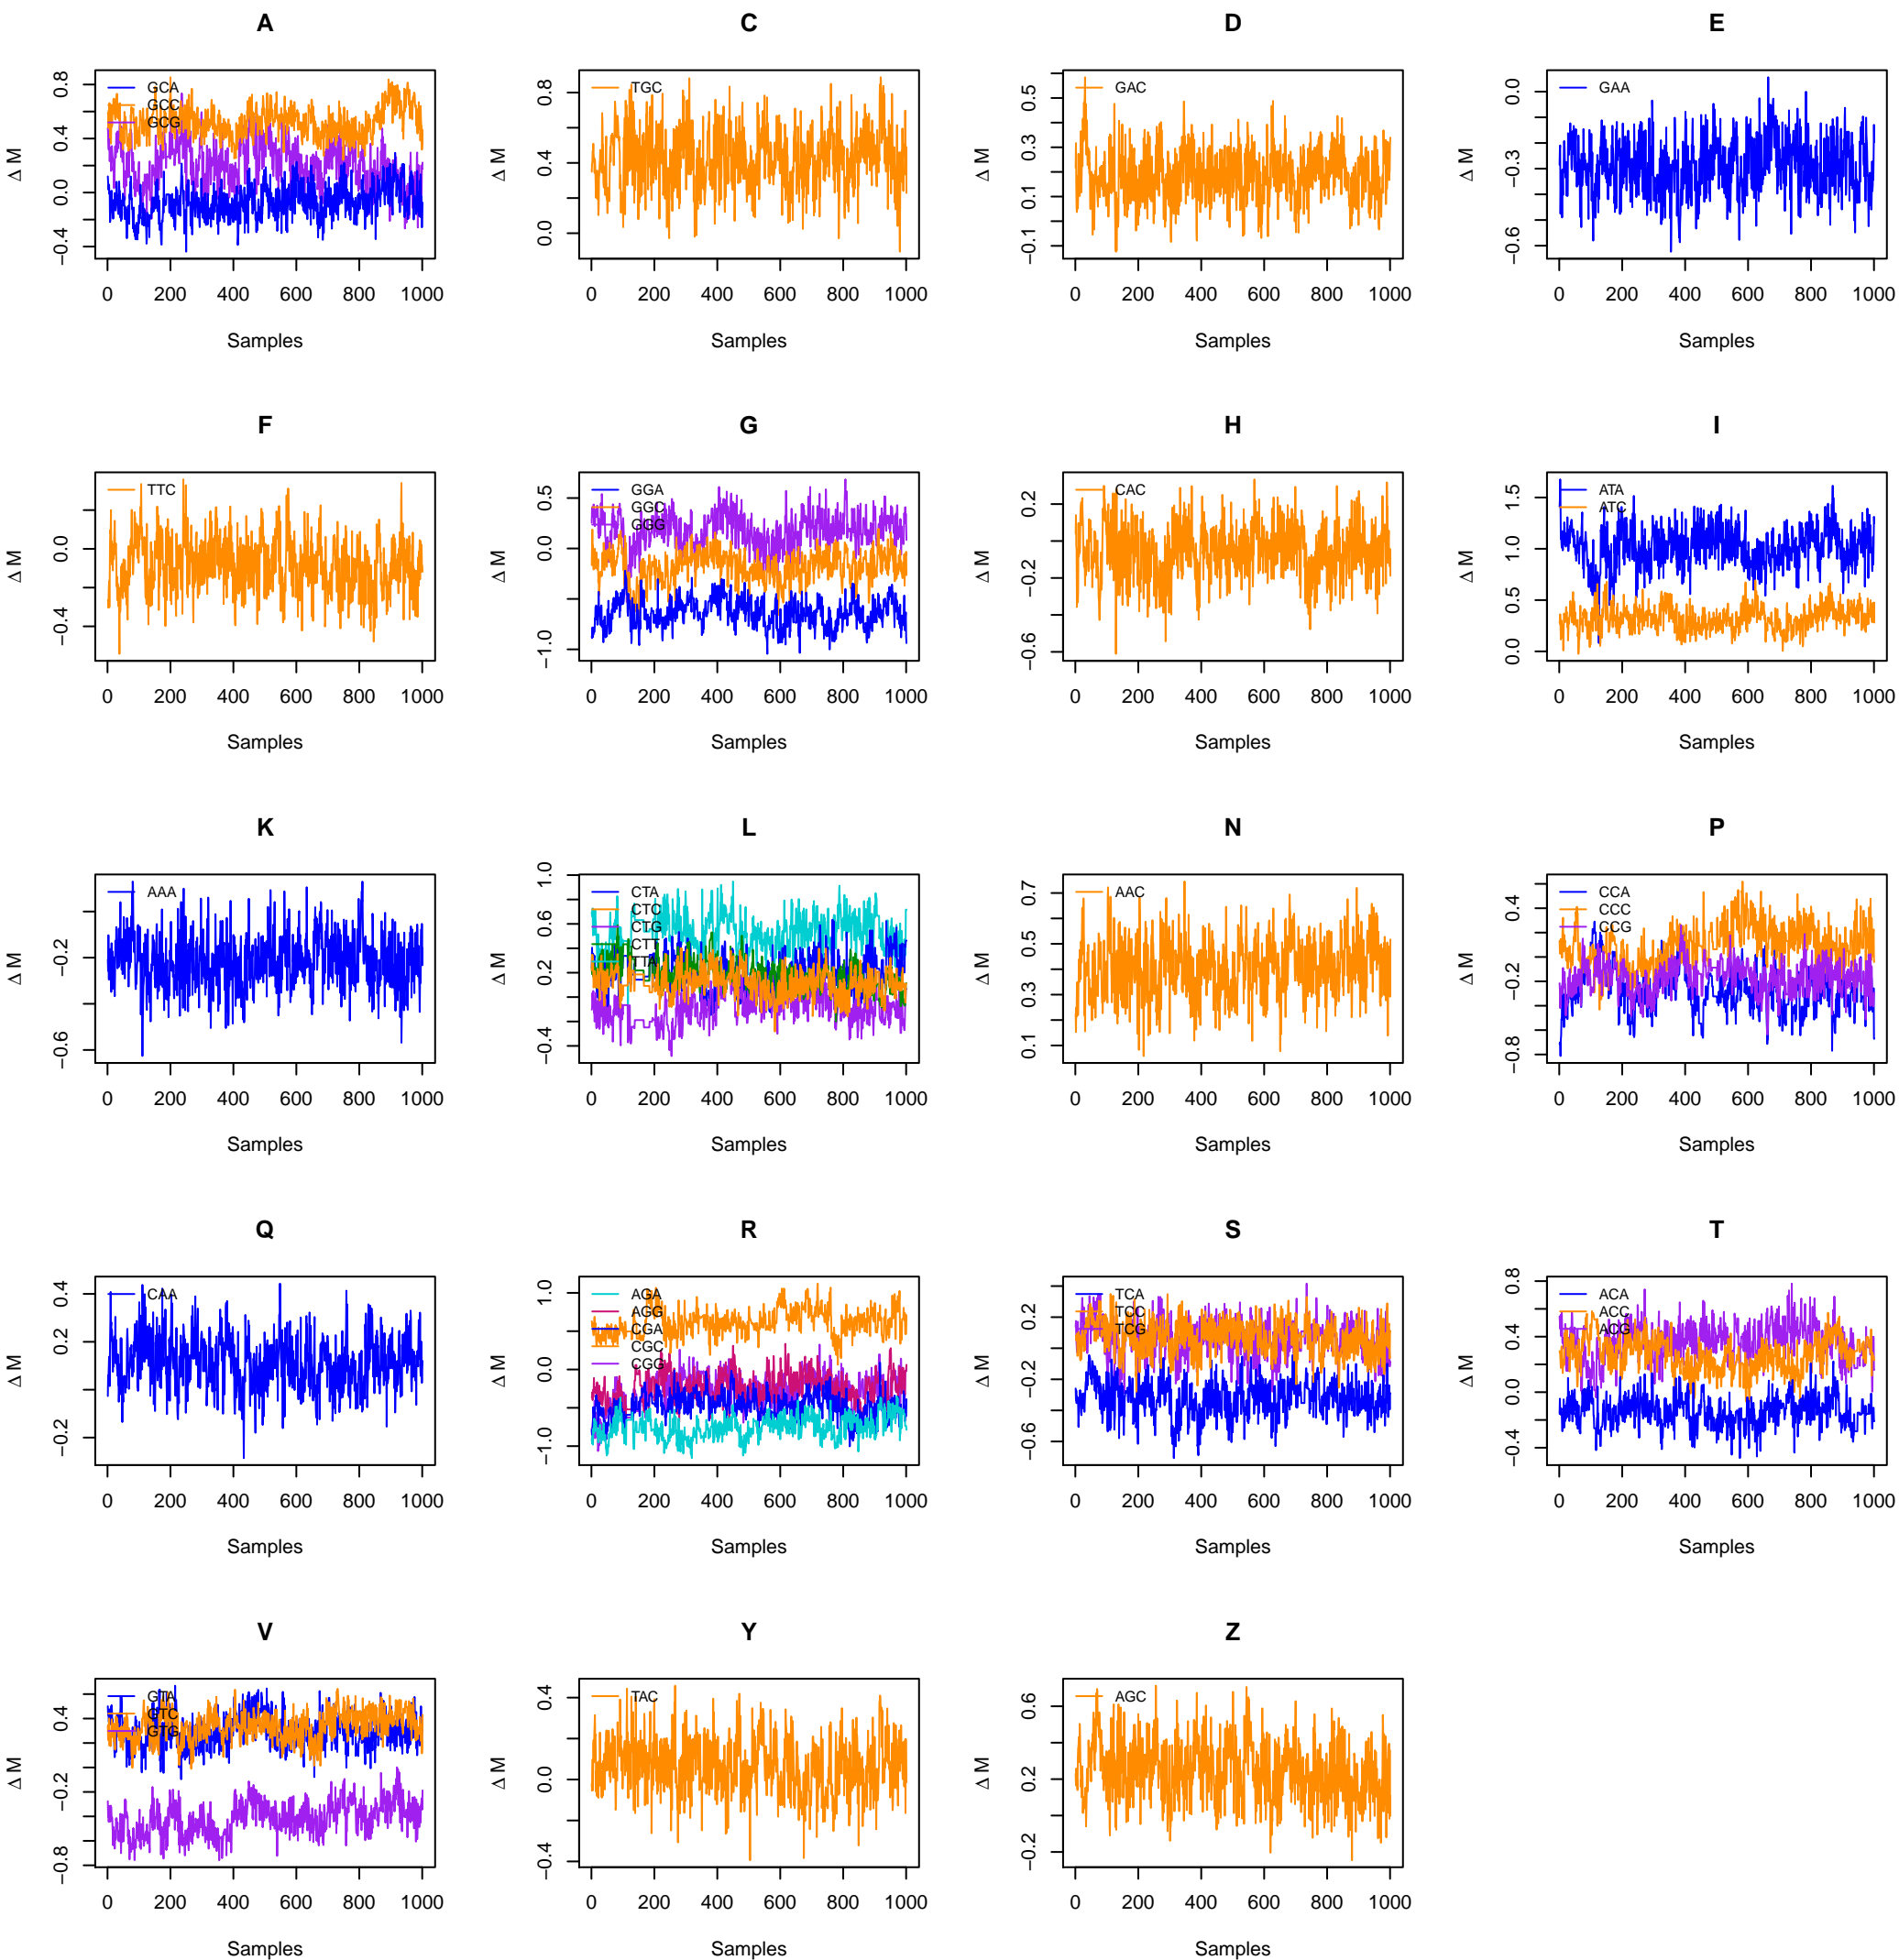 A
C
D
E
Δ M
0.8
0.4
0.0
−0.4
GCA
GCC
GCG
0 200 400 600 800 1000
Samples
Δ M
0.8
0.4
0.0
TGC
0 200 400 600 800 1000
Samples
Δ M
0.5
0.3
0.1
−0.1
GAC
0 200 400 600 800 1000
Samples
Δ M
0.0
−0.3
−0.6
GAA
0 200 400 600 800 1000
Samples
F
G
H
I
Δ M
0.0
−0.4
TTC
0 200 400 600 800 1000
Samples
Δ M
0.5
0.0
−1.0
GGA
GGC
GGG
0 200 400 600 800 1000
Samples
Δ M
0.2
−0.2
−0.6
CAC
0 200 400 600 800 1000
Samples
Δ M
1.5
1.0
0.5
0.0
ATA
ATC
0 200 400 600 800 1000
Samples
K
L
N
P
Δ M
−0.2
−0.6
AAA
0 200 400 600 800 1000
Samples
Δ M
1.0
0.6
0.2
−0.4
CTA
CTC
CTG
CTT
TTA
0 200 400 600 800 1000
Samples
Δ M
0.7
0.5
0.3
0.1
AAC
0 200 400 600 800 1000
Samples
Δ M
0.4
−0.2
−0.8
CCA
CCC
CCG
0 200 400 600 800 1000
Samples
Q
R
S
T
Δ M
0.4
0.2
−0.2
CAA
0 200 400 600 800 1000
Samples
Δ M
1.0
0.0
−1.0
AGA
AGG
CGA
CGC
CGG
0 200 400 600 800 1000
Samples
Δ M
0.2
−0.2
−0.6
TCA
TCC
TCG
0 200 400 600 800 1000
Samples
Δ M
0.8
0.4
0.0
−0.4
ACA
ACC
ACG
0 200 400 600 800 1000
Samples
V
Y
Z
Δ M
0.4
−0.2
−0.8
GTA
GTC
GTG
0 200 400 600 800 1000
Samples
Δ M
0.4
0.0
−0.4
TAC
0 200 400 600 800 1000
Samples
Δ M
0.6
0.2
−0.2
AGC
0 200 400 600 800 1000
Samples